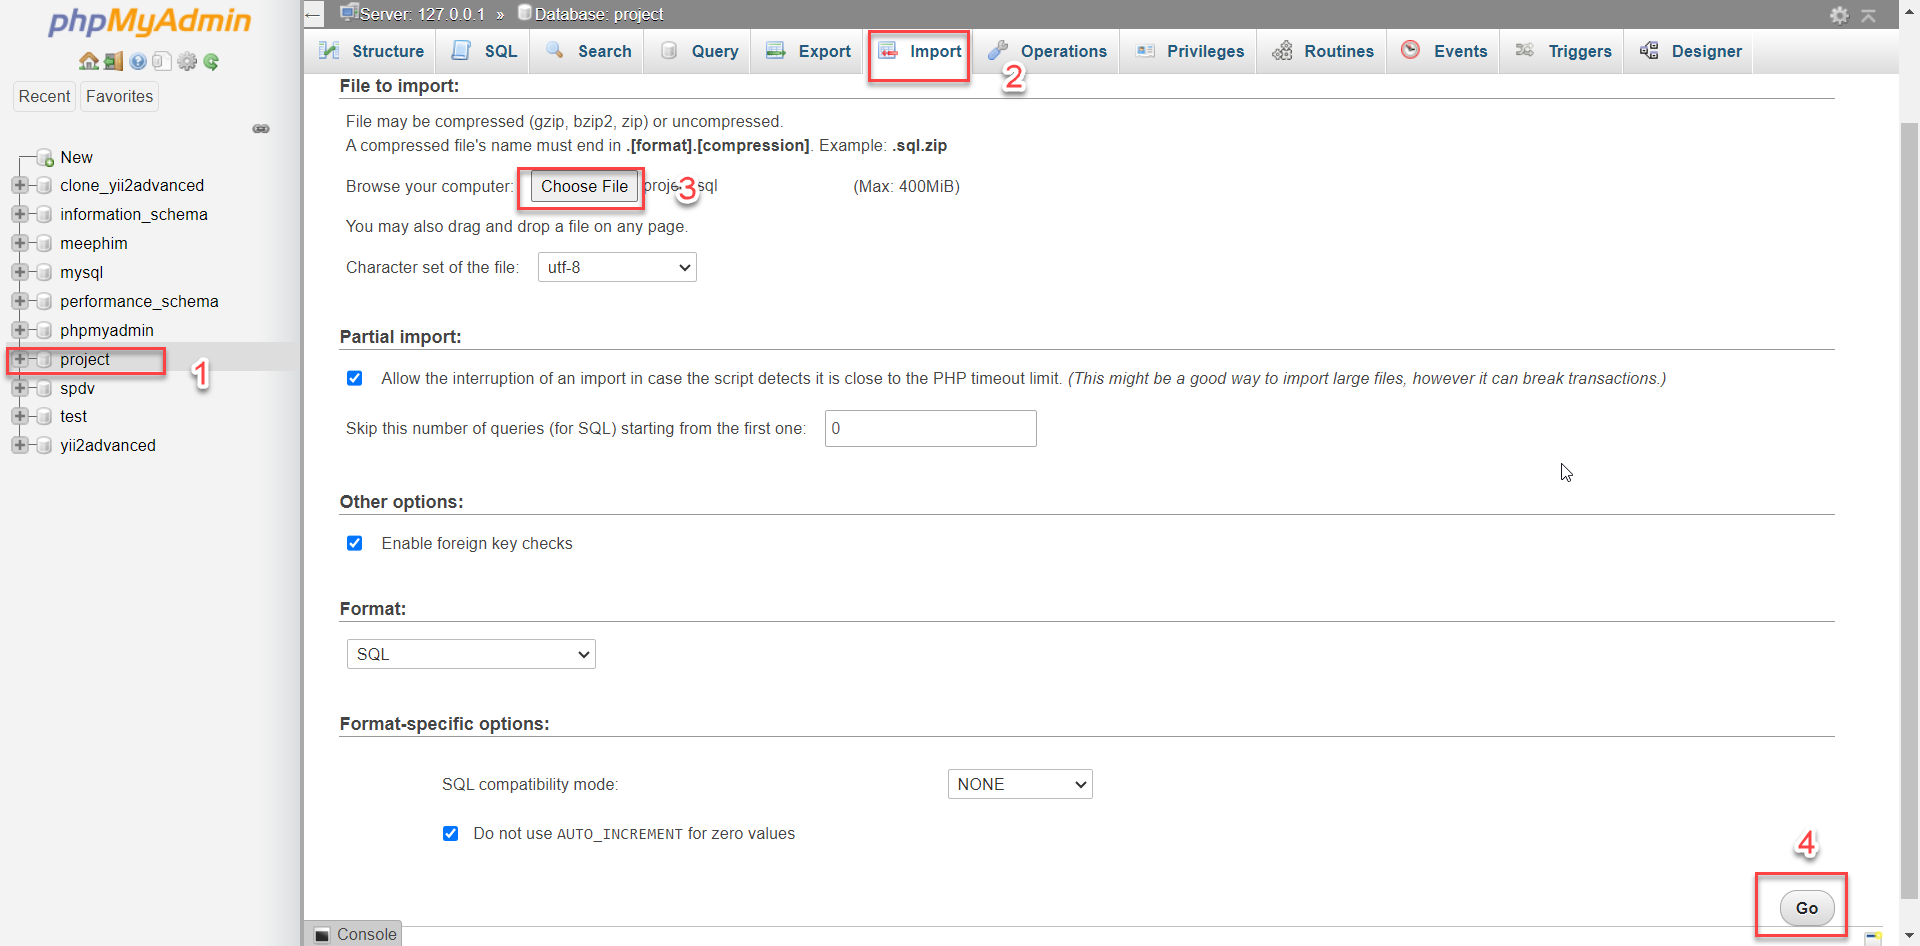 phpMyAdmin
Recent Favorites
New
clone_yii2advanced
information_schema
meephim
mysql
performance_schema
phpmyadmin
project
1
spdv
test
yii2advanced
Server: 127.0.0.1 » Database: project
Structure SQL Search Query Export Import Operations Privileges Routines Events Triggers Designer
2
File to import:
File may be compressed (gzip, bzip2, zip) or uncompressed.
A compressed file's name must end in .[format].[compression]. Example: .sql.zip
Browse your computer: Choose File (Max: 400MiB)
3
You may also drag and drop a file on any page.
Character set of the file: utf-8
Partial import:
Allow the interruption of an import in case the script detects it is close to the PHP timeout limit. (This might be a good way to import large files, however it can break transactions.)
Skip this number of queries (for SQL) starting from the first one: 0
Other options:
Enable foreign key checks
Format:
SQL
Format-specific options:
SQL compatibility mode: NONE
Do not use AUTO_INCREMENT for zero values
4
Go
Console